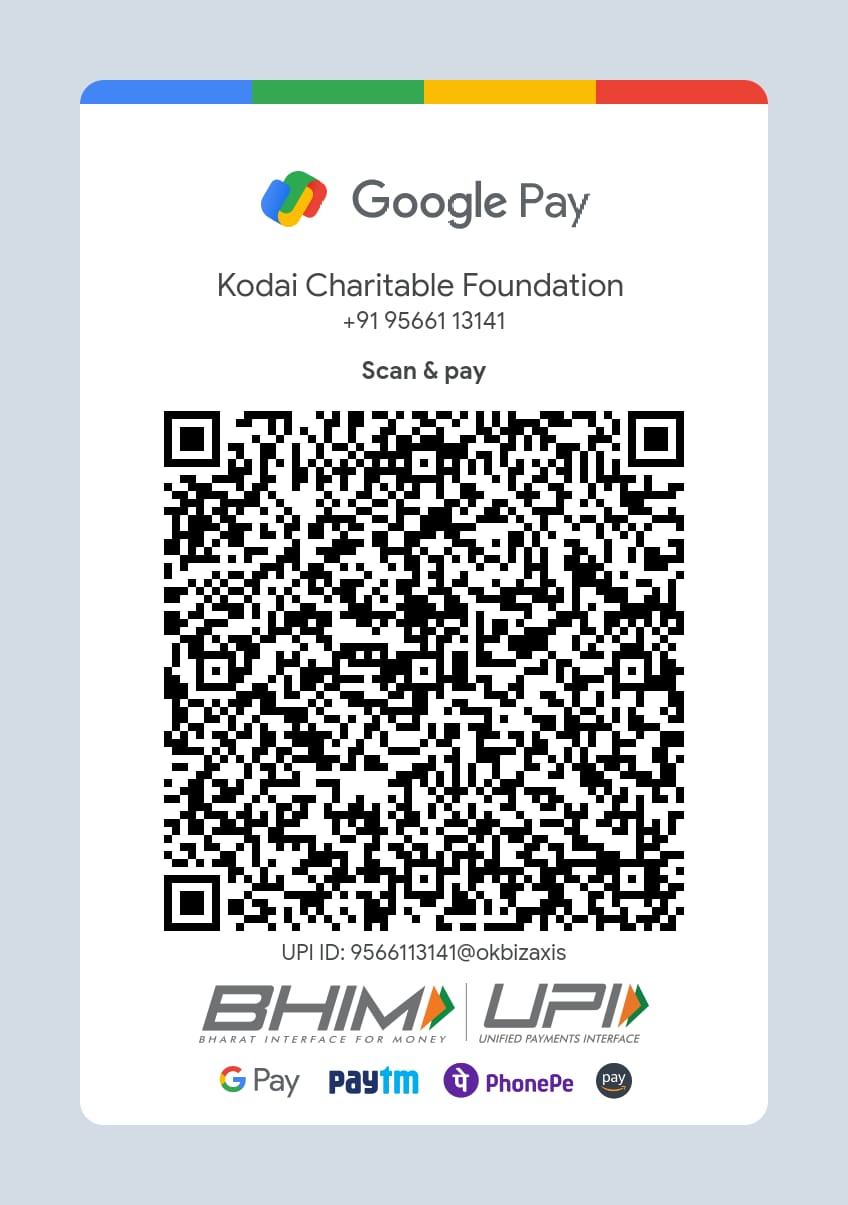 Google Pay
Kodai Charitable Foundation
+91 95661 13141
Scan & pay
UPI ID: 9566113141@okbizaxis
BHIM UPI
BHARAT INTERFACE FOR MONEY UNIFIED PAYMENTS INTERFACE
G Pay paytm पे PhonePe pay